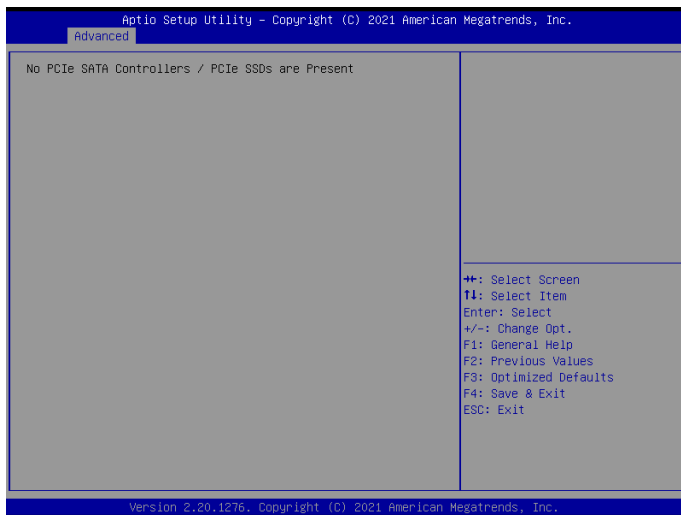 Aptio Setup Utility – Copyright (C) 2021 American Megatrends, Inc.
Advanced
No PCIe SATA Controllers / PCIe SSDs are Present
→←: Select Screen
↑↓: Select Item
Enter: Select
+/-: Change Opt.
F1: General Help
F2: Previous Values
F3: Optimized Defaults
F4: Save & Exit
ESC: Exit
Version 2.20.1276. Copyright (C) 2021 American Megatrends, Inc.